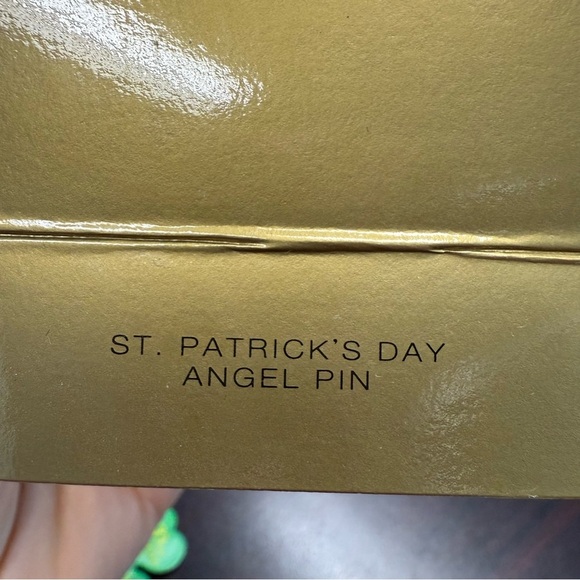 ST. PATRICK'S DAY
ANGEL PIN